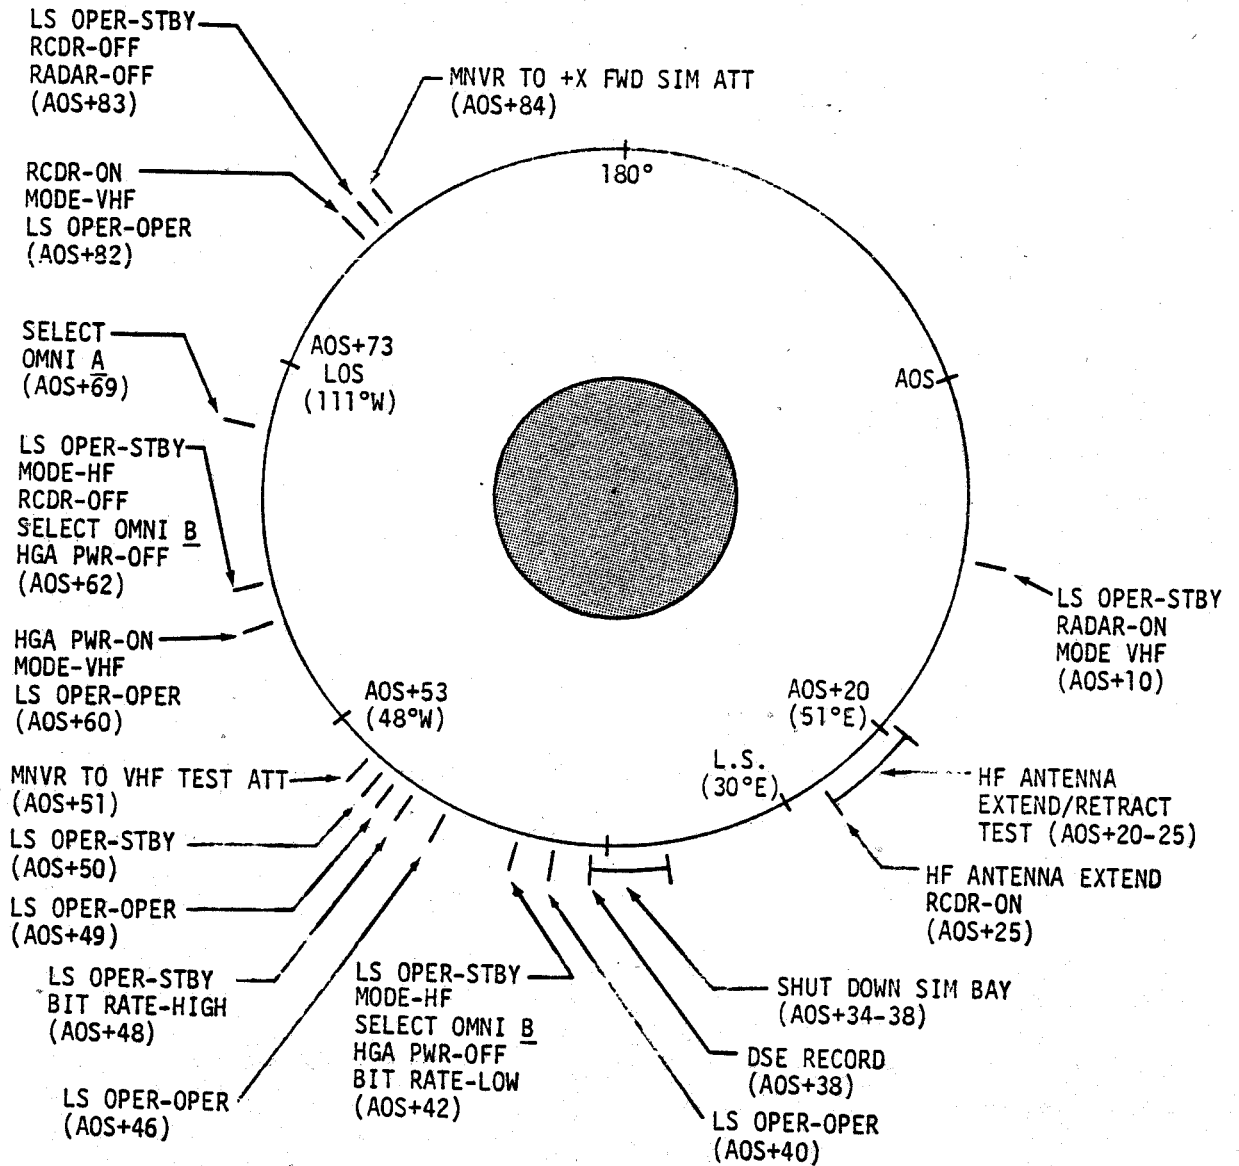 LS OPER-STBY
RCDR-OFF
RADAR-OFF
(AOS+83)
MNVR TO +X FWD SIM ATT
(AOS+84)
180°
RCDR-ON
MODE-VHF
LS OPER-OPER
(AOS+82)
SELECT
OMNI A
(AOS+69)
AOS+73
LOS
(111°W)
AOS
LS OPER-STBY
MODE-HF
RCDR-OFF
SELECT OMNI B
HGA PWR-OFF
(AOS+62)
LS OPER-STBY
RADAR-ON
MODE VHF
(AOS+10)
HGA PWR-ON
MODE-VHF
LS OPER-OPER
(AOS+60)
AOS+53
(48°W)
AOS+20
(51°E)
L.S.
(30°E)
MNVR TO VHF TEST ATT
(AOS+51)
HF ANTENNA
EXTEND/RETRACT
TEST (AOS+20-25)
LS OPER-STBY
(AOS+50)
HF ANTENNA EXTEND
RCDR-ON
(AOS+25)
LS OPER-OPER
(AOS+49)
LS OPER-STBY
BIT RATE-HIGH
(AOS+48)
LS OPER-STBY
MODE-HF
SELECT OMNI B
HGA PWR-OFF
BIT RATE-LOW
(AOS+42)
SHUT DOWN SIM BAY
(AOS+34-38)
DSE RECORD
(AOS+38)
LS OPER-OPER
(AOS+46)
LS OPER-OPER
(AOS+40)